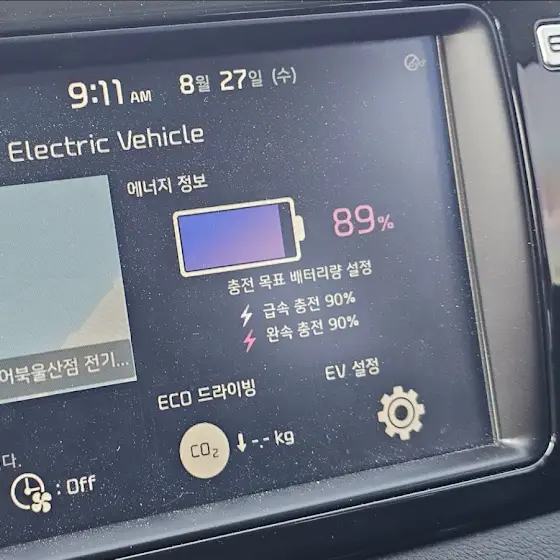 9:11 AM 8월 27일 (수)
Electric Vehicle
에너지 정보
89%
충전 목표 배터리량 설정
급속 충전 90%
완속 충전 90%
어북울산점 전기...
ECO 드라이빙
EV 설정
CO2 -.- kg
다.
: Off